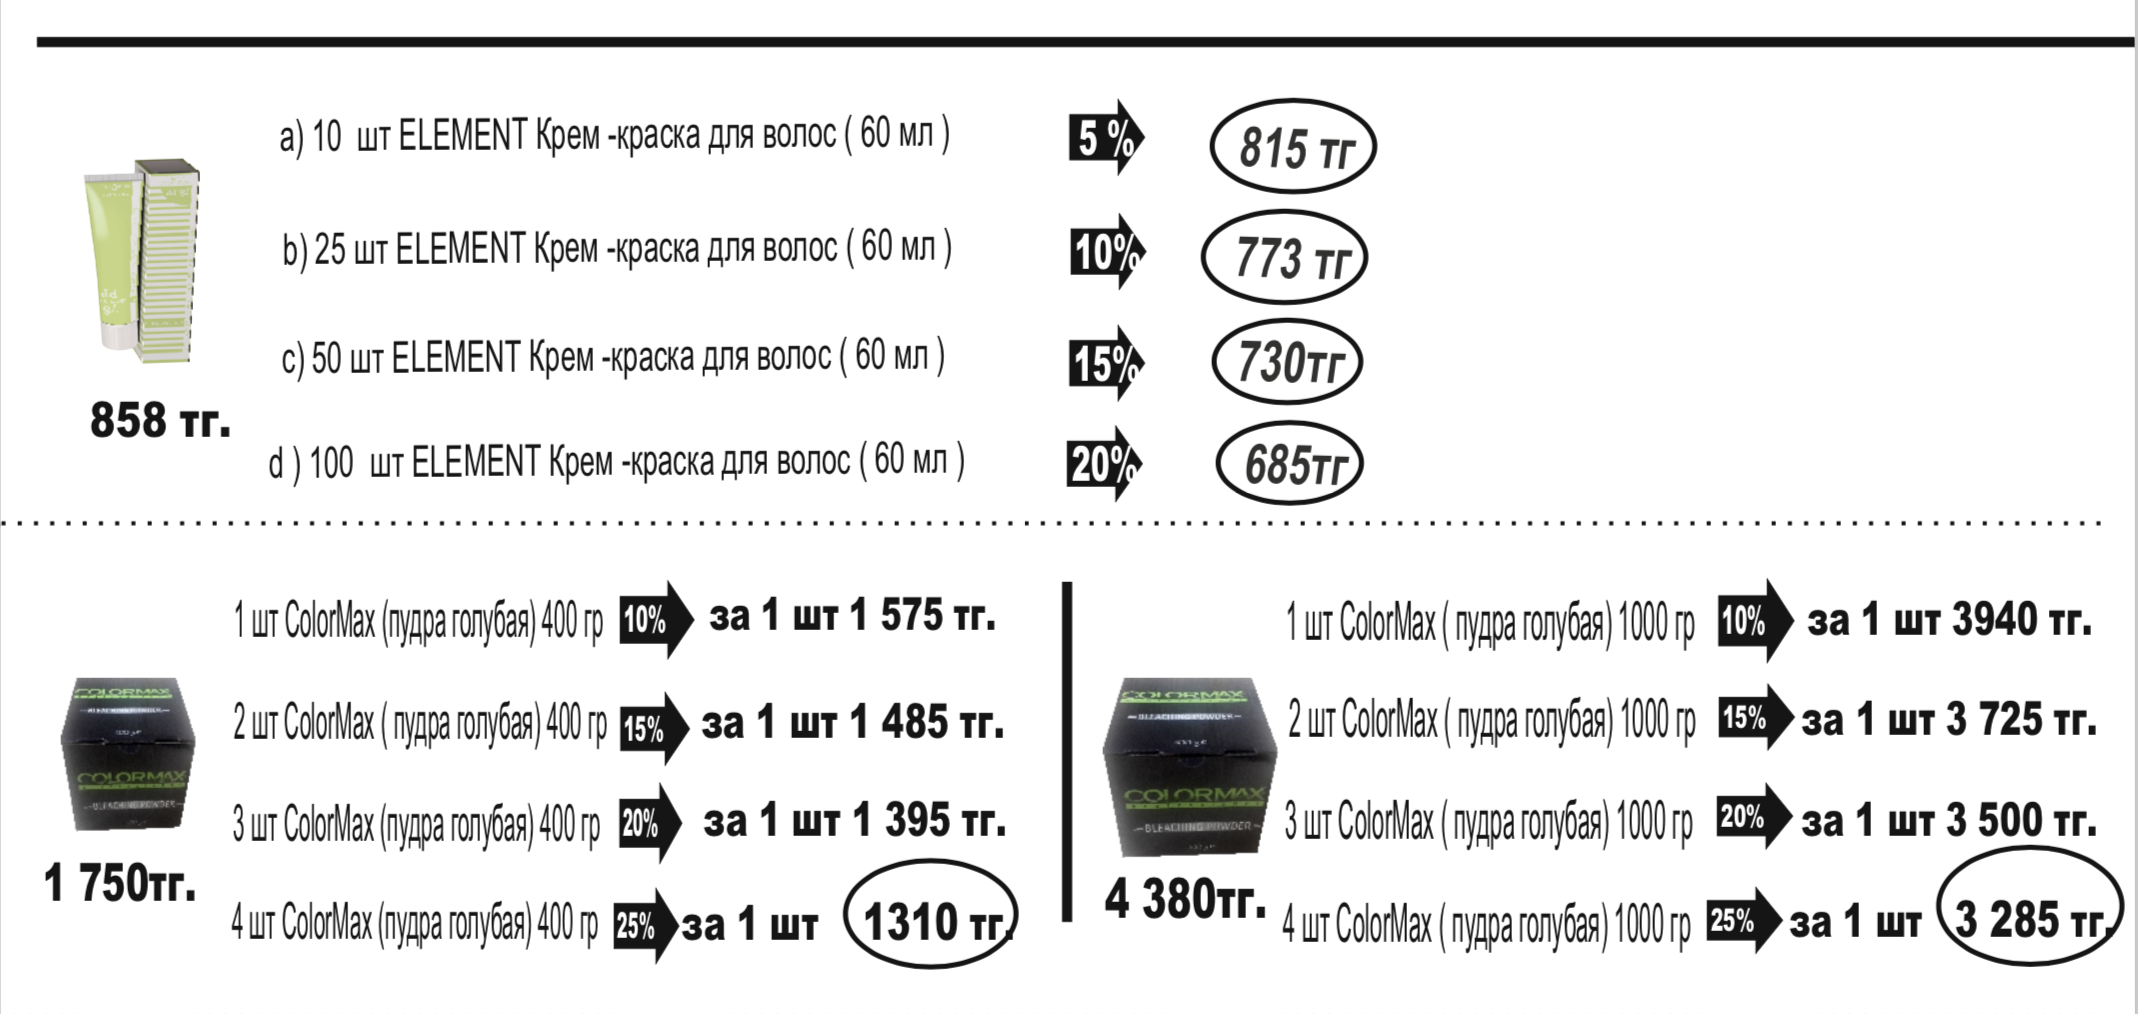 a) 10 шт ELEMENT Крем -краска для волос ( 60 мл ) 5 % 815 тг
b) 25 шт ELEMENT Крем -краска для волос ( 60 мл ) 10% 773 тг
c) 50 шт ELEMENT Крем -краска для волос ( 60 мл ) 15% 730тг
858 тг.
d ) 100 шт ELEMENT Крем -краска для волос ( 60 мл ) 20% 685тг
1 шт ColorMax (пудра голубая) 400 гр 10% за 1 шт 1 575 тг.
2 шт ColorMax ( пудра голубая) 400 гр 15% за 1 шт 1 485 тг.
3 шт ColorMax (пудра голубая) 400 гр 20% за 1 шт 1 395 тг.
4 шт ColorMax (пудра голубая) 400 гр 25% за 1 шт 1310 тг.
COLORMAX
BLEACHING POWDER
COLORMAX
BLEACHING POWDER
1 750тг.
1 шт ColorMax ( пудра голубая) 1000 гр 10% за 1 шт 3940 тг.
2 шт ColorMax ( пудра голубая) 1000 гр 15% за 1 шт 3 725 тг.
3 шт ColorMax ( пудра голубая) 1000 гр 20% за 1 шт 3 500 тг.
4 шт ColorMax ( пудра голубая) 1000 гр 25% за 1 шт 3 285 тг.
COLORMAX
BLEACHING POWDER
COLORMAX
BLEACHING POWDER
4 380тг.